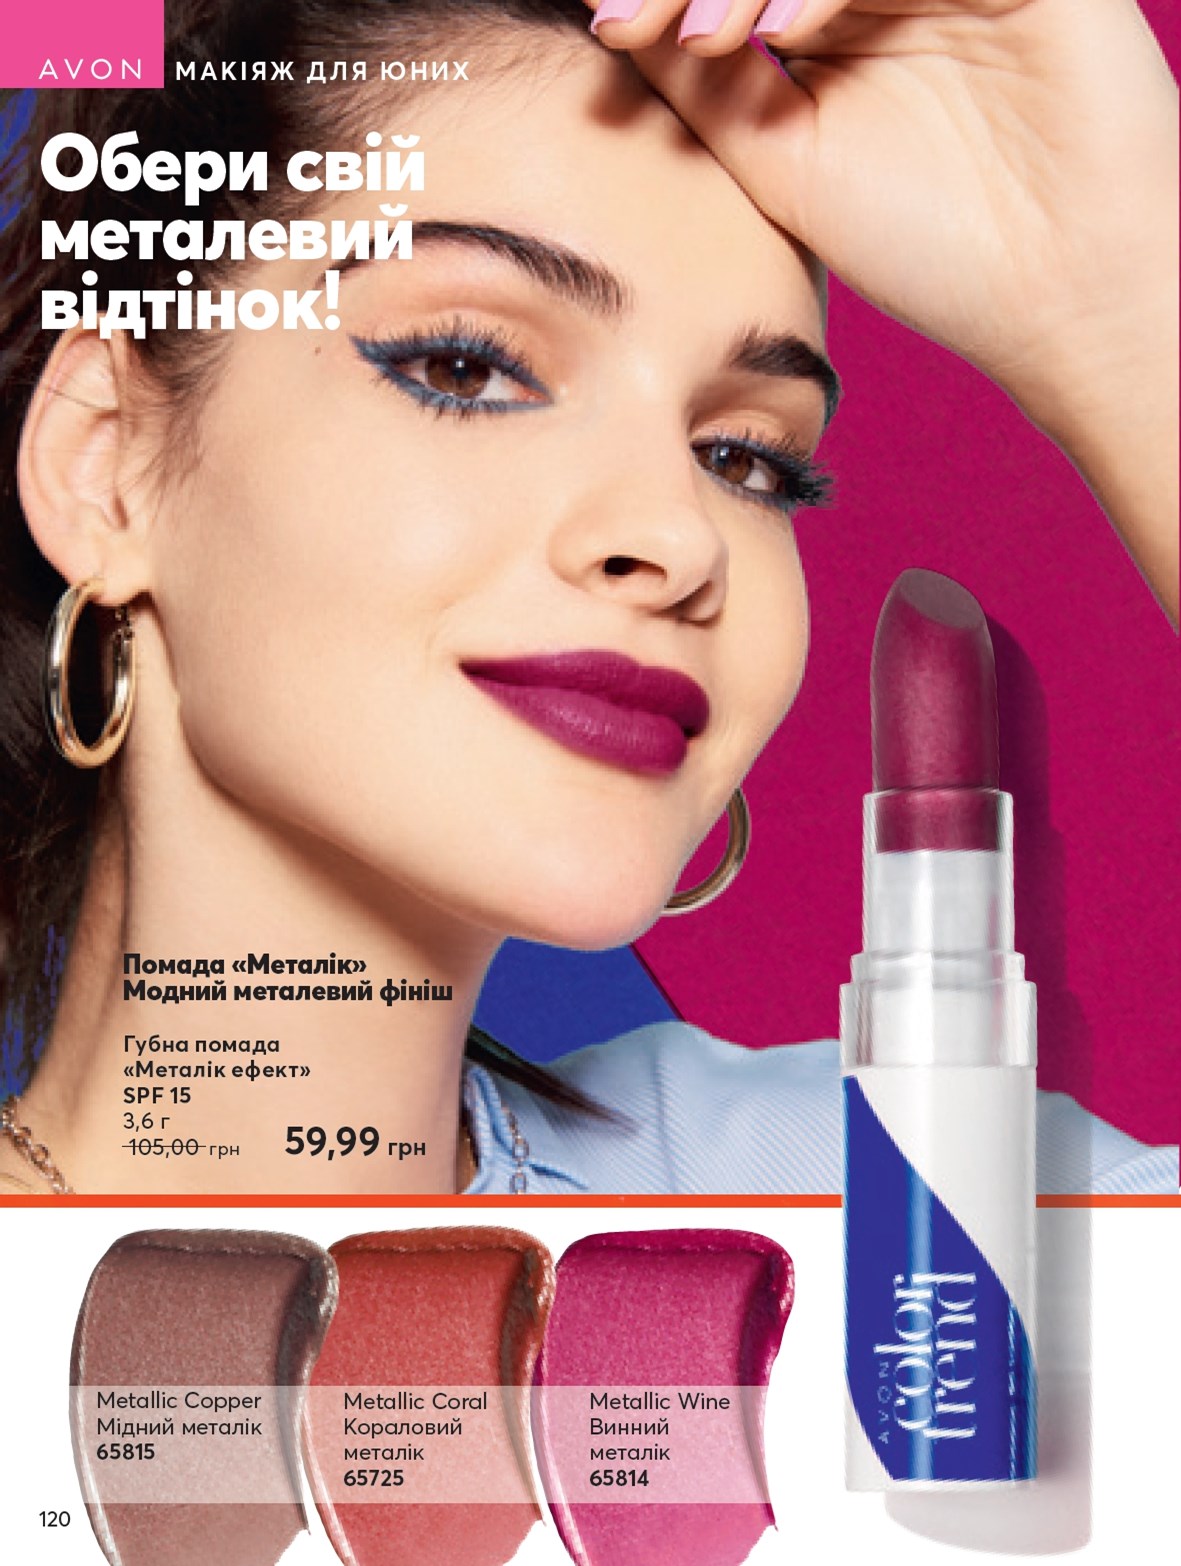 AVON МАКІЯЖ ДЛЯ ЮНИХ
Обери свій
металевий
відтінок!
Помада «Металік»
Модний металевий фініш
Губна помада
«Металік ефект»
SPF 15
3,6 г
105,00 грн 59,99 грн
AVON
color
trend
Metallic Copper
Мідний металік
65815
Metallic Coral
Кораловий
металік
65725
Metallic Wine
Винний
металік
65814
120